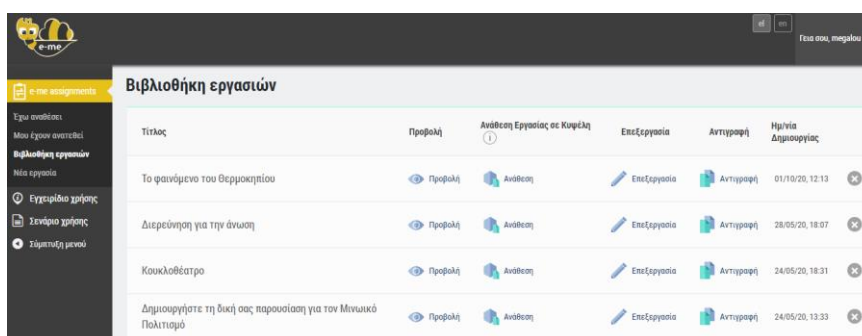 e-me
el en
Γεια σου, megalou
e-me assignments
Έχω αναθέσει
Μου έχουν ανατεθεί
Βιβλιοθήκη εργασιών
Νέα εργασία
Εγχειρίδιο χρήσης
Σενάριο χρήσης
Σύμπτυξη μενού
Βιβλιοθήκη εργασιών
Τίτλος Προβολή Ανάθεση Εργασίας σε Κυψέλη Επεξεργασία Αντιγραφή Ημ/νία
Δημιουργίας
Το φαινόμενο του θερμοκηπίου Προβολή Ανάθεση Επεξεργασία Αντιγραφή 01/10/20, 12:13
Διερεύνηση για την άνωση Προβολή Ανάθεση Επεξεργασία Αντιγραφή 28/05/20, 18:07
Κουκλοθέατρο Προβολή Ανάθεση Επεξεργασία Αντιγραφή 24/05/20, 18:31
Δημιουργήστε τη δική σας παρουσίαση για τον Μινωικό
Πολιτισμό Προβολή Ανάθεση Επεξεργασία Αντιγραφή 24/05/20, 13:33